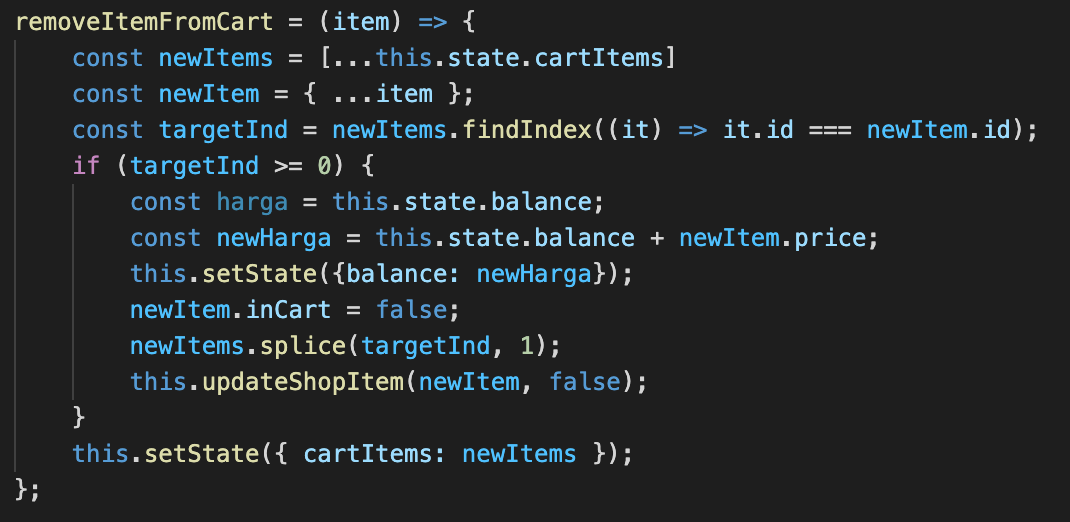 removeItemFromCart = (item) => {
    const newItems = [...this.state.cartItems]
    const newItem = { ...item };
    const targetInd = newItems.findIndex((it) => it.id === newItem.id);
    if (targetInd >= 0) {
        const harga = this.state.balance;
        const newHarga = this.state.balance + newItem.price;
        this.setState({balance: newHarga});
        newItem.inCart = false;
        newItems.splice(targetInd, 1);
        this.updateShopItem(newItem, false);
    }
    this.setState({ cartItems: newItems });
};